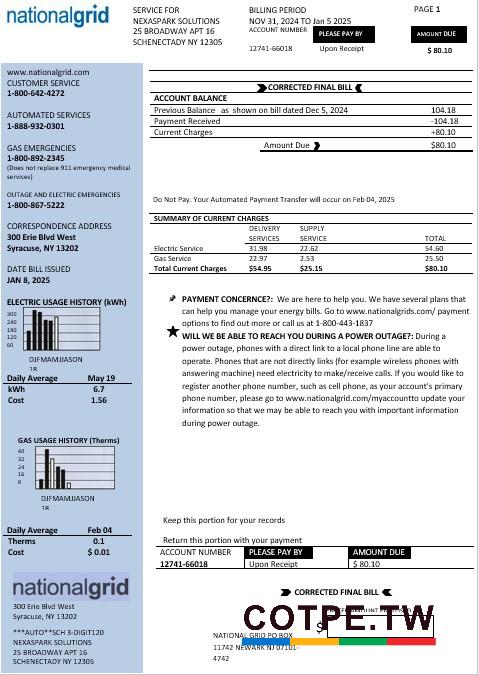 nationalgrid
SERVICE FOR
NEXASPARK SOLUTIONS
25 BROADWAY APT 16
SCHENECTADY NY 12305
BILLING PERIOD
NOV 31, 2024 TO Jan 5 2025
ACCOUNT NUMBER PLEASE PAY BY
12741-66018 Upon Receipt
PAGE 1
AMOUNT DUE
$ 80.10
www.nationalgrid.com
CUSTOMER SERVICE
1-800-642-4272
AUTOMATED SERVICES
1-888-932-0301
GAS EMERGENCIES
1-800-892-2345
(Does not replace 911 emergency medical
services)
OUTAGE AND ELECTRIC EMERGENCIES
1-800-867-5222
CORRESPONDENCE ADDRESS
300 Erie Blvd West
Syracuse, NY 13202
DATE BILL ISSUED
JAN 8, 2025
ELECTRIC USAGE HISTORY (kWh)
300
240
180
120
60
DJFMAMJJASON
18
Daily Average May 19
kWh 6.7
Cost 1.56
GAS USAGE HISTORY (Therms)
40
32
24
16
8
DJFMAMJJASON
18
Daily Average Feb 04
Therms 0.1
Cost $ 0.01
nationalgrid
300 Erie Blvd West
Syracuse, NY 13202
***AUTO**SCH 3-DIGIT120
NEXASPARK SOLUTIONS
25 BROADWAY APT 16
SCHENECTADY NY 12305
CORRECTED FINAL BILL
ACCOUNT BALANCE
Previous Balance as shown on bill dated Dec 5, 2024 104.18
Payment Received -104.18
Current Charges +80.10
Amount Due $80.10
Do Not Pay. Your Automated Payment Transfer will occur on Feb 04, 2025
SUMMARY OF CURRENT CHARGES
DELIVERY SUPPLY
SERVICES SERVICE TOTAL
Electric Service 31.98 22.62 54.60
Gas Service 22.97 2.53 25.50
Total Current Charges $54.95 $25.15 $80.10
PAYMENT CONCERNE?: We are here to help you. We have several plans
that can help you manage your energy bills. Go to www.nationalgrids.com/ payment
options to find out more or call us at 1-800-443-1837
WILL WE BE ABLE TO REACH YOU DURING A POWER OUTAGE?: During a
power outage, phones with a direct link to a local phone line are able to
operate. Phones that are not directly links (for example wireless phones with
answering machine) need electricity to make/receive calls. If you would like to
register another phone number, such as cell phone, as your account's primary
phone number, please go to www.nationalgrid.com/myaccountto update your
information so that we may be able to reach you with important information
during power outage.
Keep this portion for your records
Return this portion with your payment
ACCOUNT NUMBER PLEASE PAY BY AMOUNT DUE
12741-66018 Upon Receipt $ 80.10
CORRECTED FINAL BILL
COTPE.TW
$
NATIONAL GRID PO BOX
11742 NEWARK NJ 07101-
4742